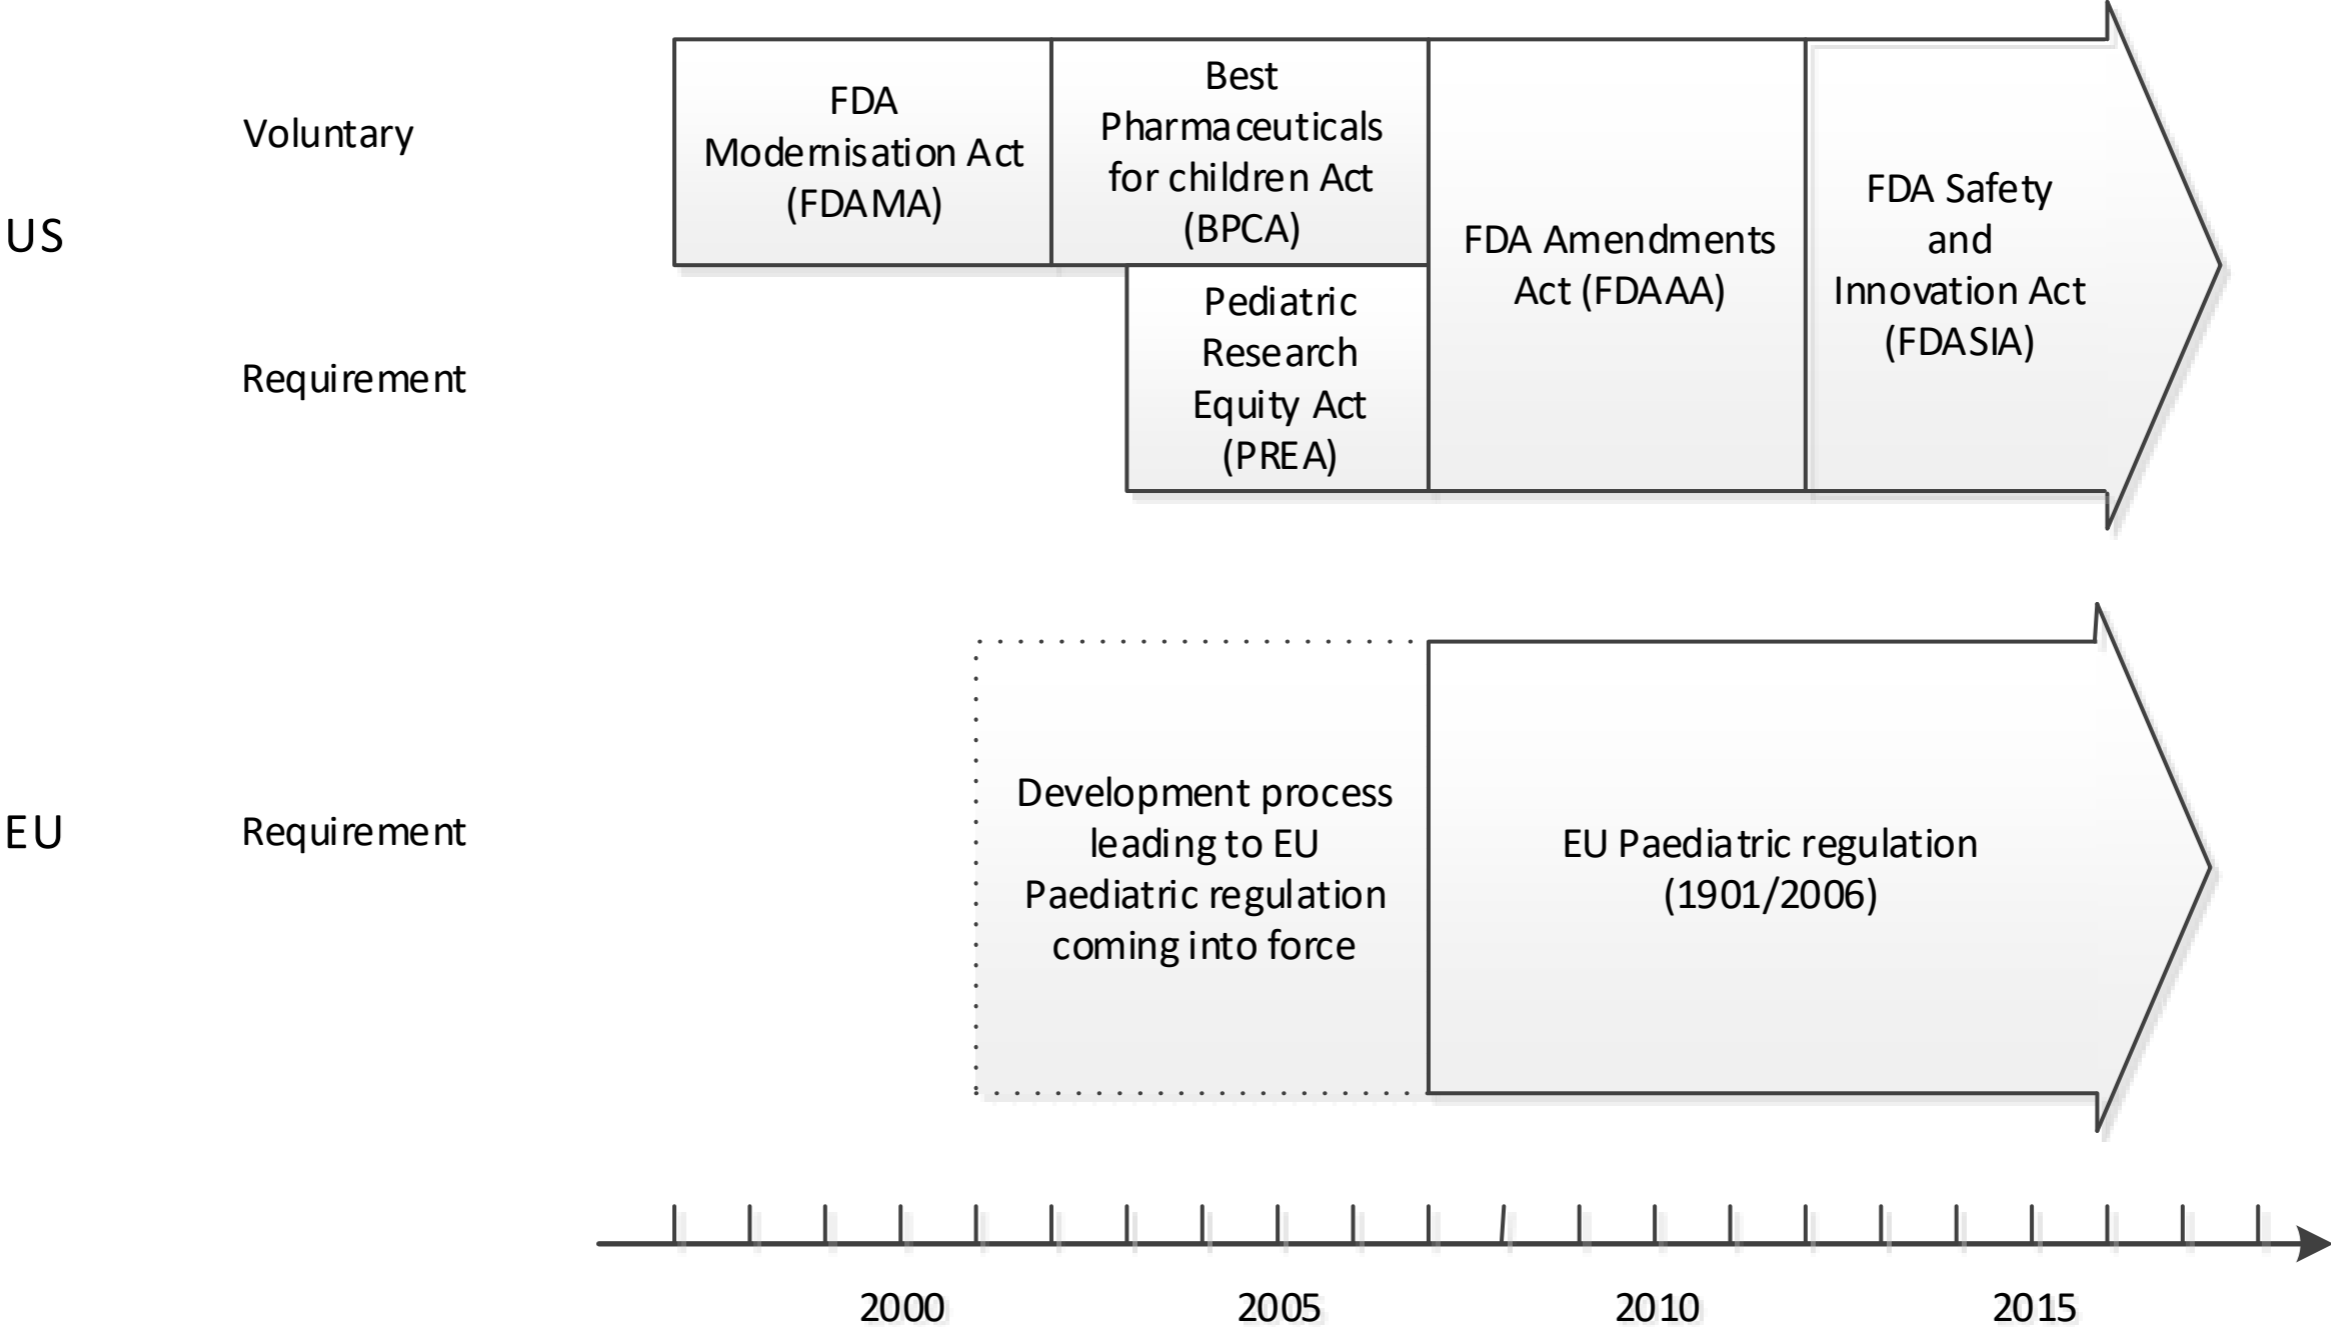 US
Voluntary
Requirement
FDA
Modernisation Act
(FDAMA)
Best
Pharmaceuticals
for children Act
(BPCA)
Pediatric
Research
Equity Act
(PREA)
FDA Amendments
Act (FDAAA)
FDA Safety
and
Innovation Act
(FDASIA)
EU
Requirement
Development process
leading to EU
Paediatric regulation
coming into force
EU Paediatric regulation
(1901/2006)
2000
2005
2010
2015